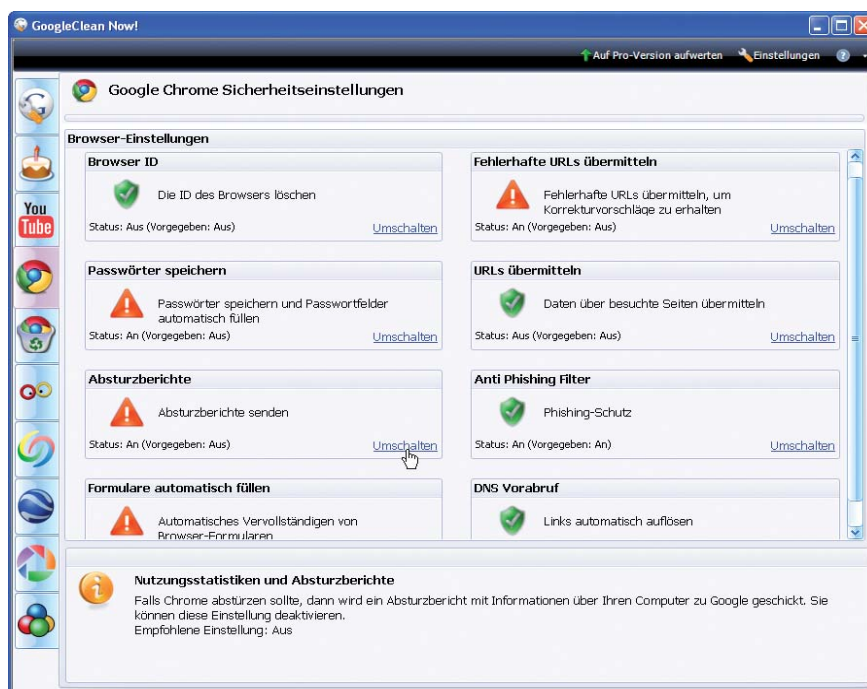 GoogleClean Now!
Auf Pro-Version aufwerten Einstellungen ?
Google Chrome Sicherheitseinstellungen
G
You
Tube
Browser-Einstellungen
Browser ID
Die ID des Browsers löschen
Status: Aus (Vorgegeben: Aus) Umschalten
Fehlerhafte URLs übermitteln
Fehlerhafte URLs übermitteln, um
Korrekturvorschläge zu erhalten
Status: An (Vorgegeben: Aus) Umschalten
Passwörter speichern
Passwörter speichern und Passwortfelder
automatisch füllen
Status: An (Vorgegeben: Aus) Umschalten
URLs übermitteln
Daten über besuchte Seiten übermitteln
Status: Aus (Vorgegeben: Aus) Umschalten
Absturzberichte
Absturzberichte senden
Status: An (Vorgegeben: Aus) Umschalten
Anti Phishing Filter
Phishing-Schutz
Status: An (Vorgegeben: An) Umschalten
Formulare automatisch füllen
Automatisches Vervollständigen von
Browser-Formularen
DNS Vorabruf
Links automatisch auflösen
Nutzungsstatistiken und Absturzberichte
Falls Chrome abstürzen sollte, dann wird ein Absturzbericht mit Informationen über Ihren Computer zu Google geschickt. Sie
können diese Einstellung deaktivieren.
Empfohlene Einstellung: Aus